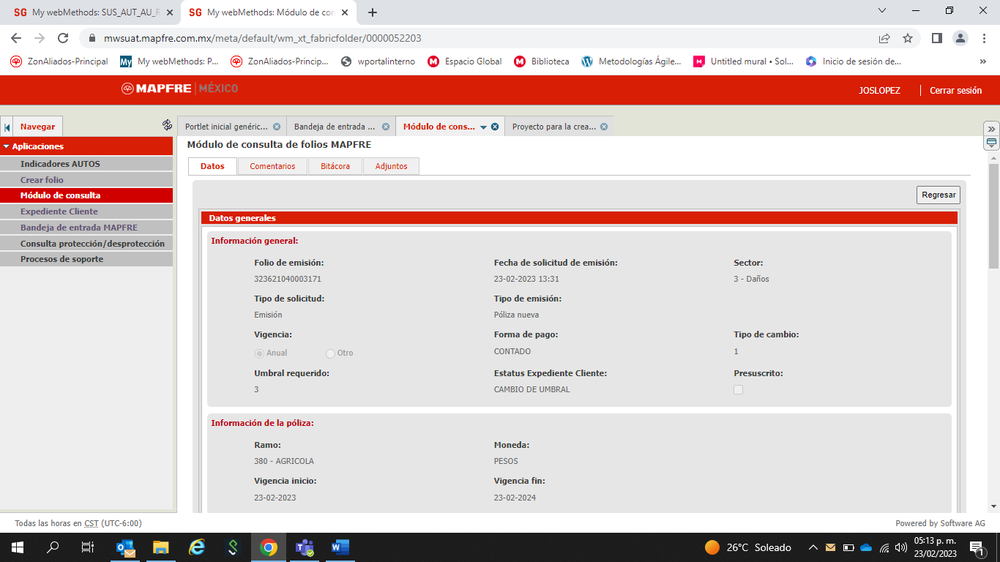 My webMethods: SUS_AUT_AU_R
My webMethods: Módulo de con
mwsuat.mapfre.com.mx/meta/default/wm_xt_fabricfolder/0000052203
ZonAliados-Principal My webMethods: P... ZonAliados-Princip... wportalinterno Espacio Global Biblioteca Metodologías Ágile... Untitled mural • Sol... Inicio de sesión de...
MAPFRE MÉXICO
JOSLOPEZ Cerrar sesión
Navegar
Portlet inicial genéric... Bandeja de entrada ... Módulo de cons... Proyecto para la crea...
Aplicaciones
Indicadores AUTOS
Crear folio
Módulo de consulta
Expediente Cliente
Bandeja de entrada MAPFRE
Consulta protección/desprotección
Procesos de soporte
Módulo de consulta de folios MAPFRE
Datos Comentarios Bitácora Adjuntos
Regresar
Datos generales
Información general:
Folio de emisión: Fecha de solicitud de emisión: Sector:
323621040003171 23-02-2023 13:31 3 - Daños
Tipo de solicitud: Tipo de emisión:
Emisión Póliza nueva
Vigencia: Forma de pago: Tipo de cambio:
Anual Otro CONTADO 1
Umbral requerido: Estatus Expediente Cliente: Presuscrito:
3 CAMBIO DE UMBRAL
Información de la póliza:
Ramo: Moneda:
380 - AGRICOLA PESOS
Vigencia inicio: Vigencia fin:
23-02-2023 23-02-2024
Todas las horas en CST (UTC-6:00) Powered by Software AG
26°C Soleado
05:13 p. m.
23/02/2023
1